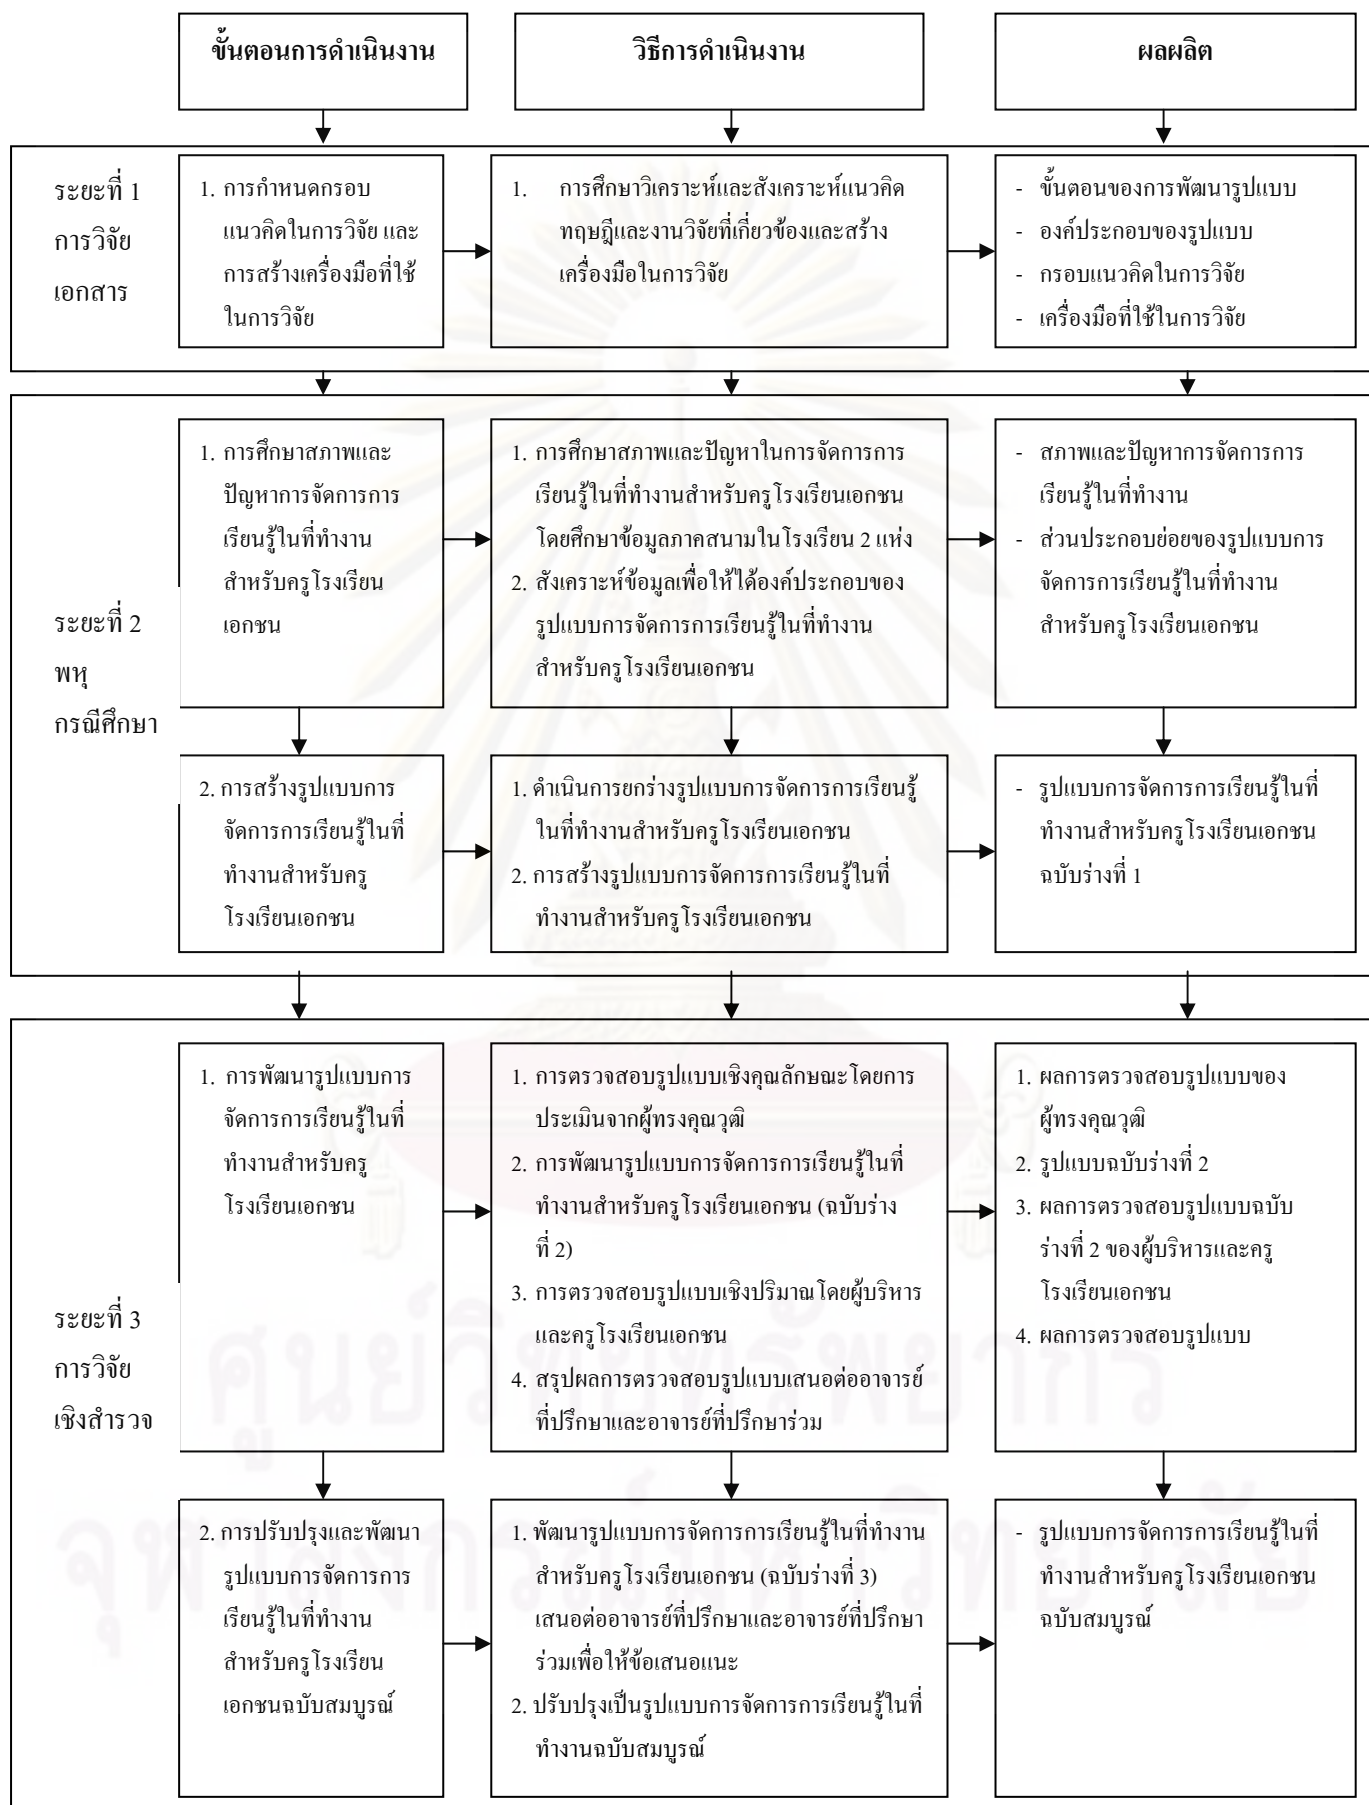 ขั้นตอนการดำเนินงาน
วิธีการดำเนินงาน
ผลผลิต
ระยะที่ 1
การวิจัย
เอกสาร
1. การกำหนดกรอบ
แนวคิดในการวิจัย และ
การสร้างเครื่องมือที่ใช้
ในการวิจัย
1. การศึกษาวิเคราะห์และสังเคราะห์แนวคิด
ทฤษฎีและงานวิจัยที่เกี่ยวข้องและสร้าง
เครื่องมือในการวิจัย
- ขั้นตอนของการพัฒนารูปแบบ
- องค์ประกอบของรูปแบบ
- กรอบแนวคิดในการวิจัย
- เครื่องมือที่ใช้ในการวิจัย
ระยะที่ 2
พหุ
กรณีศึกษา
1. การศึกษาสภาพและ
ปัญหาการจัดการการ
เรียนรู้ในที่ทำงาน
สำหรับครูโรงเรียน
เอกชน
1. การศึกษาสภาพและปัญหาในการจัดการการ
เรียนรู้ในที่ทำงานสำหรับครูโรงเรียนเอกชน
โดยศึกษาข้อมูลภาคสนามในโรงเรียน 2 แห่ง
2. สังเคราะห์ข้อมูลเพื่อให้ได้องค์ประกอบของ
รูปแบบการจัดการการเรียนรู้ในที่ทำงาน
สำหรับครูโรงเรียนเอกชน
- สภาพและปัญหาการจัดการการ
เรียนรู้ในที่ทำงาน
- ส่วนประกอบย่อยของรูปแบบการ
จัดการการเรียนรู้ในที่ทำงาน
สำหรับครูโรงเรียนเอกชน
2. การสร้างรูปแบบการ
จัดการการเรียนรู้ในที่
ทำงานสำหรับครู
โรงเรียนเอกชน
1. ดำเนินการยกร่างรูปแบบการจัดการการเรียนรู้
ในที่ทำงานสำหรับครูโรงเรียนเอกชน
2. การสร้างรูปแบบการจัดการการเรียนรู้ในที่
ทำงานสำหรับครูโรงเรียนเอกชน
- รูปแบบการจัดการการเรียนรู้ในที่
ทำงานสำหรับครูโรงเรียนเอกชน
ฉบับร่างที่ 1
ระยะที่ 3
การวิจัย
เชิงสำรวจ
1. การพัฒนารูปแบบการ
จัดการการเรียนรู้ในที่
ทำงานสำหรับครู
โรงเรียนเอกชน
1. การตรวจสอบรูปแบบเชิงคุณลักษณะโดยการ
ประเมินจากผู้ทรงคุณวุฒิ
2. การพัฒนารูปแบบการจัดการการเรียนรู้ในที่
ทำงานสำหรับครูโรงเรียนเอกชน (ฉบับร่าง
ที่ 2)
3. การตรวจสอบรูปแบบเชิงปริมาณโดยผู้บริหาร
และครูโรงเรียนเอกชน
4. สรุปผลการตรวจสอบรูปแบบเสนอต่ออาจารย์
ที่ปรึกษาและอาจารย์ที่ปรึกษาร่วม
1. ผลการตรวจสอบรูปแบบของ
ผู้ทรงคุณวุฒิ
2. รูปแบบฉบับร่างที่ 2
3. ผลการตรวจสอบรูปแบบฉบับ
ร่างที่ 2 ของผู้บริหารและครู
โรงเรียนเอกชน
4. ผลการตรวจสอบรูปแบบ
2. การปรับปรุงและพัฒนา
รูปแบบการจัดการการ
เรียนรู้ในที่ทำงาน
สำหรับครูโรงเรียน
เอกชนฉบับสมบูรณ์
1. พัฒนารูปแบบการจัดการการเรียนรู้ในที่ทำงาน
สำหรับครูโรงเรียนเอกชน (ฉบับร่างที่ 3)
เสนอต่ออาจารย์ที่ปรึกษาและอาจารย์ที่ปรึกษา
ร่วมเพื่อให้ข้อเสนอแนะ
2. ปรับปรุงเป็นรูปแบบการจัดการการเรียนรู้ในที่
ทำงานฉบับสมบูรณ์
- รูปแบบการจัดการการเรียนรู้ในที่
ทำงานสำหรับครูโรงเรียนเอกชน
ฉบับสมบูรณ์
ศูนย์วิทยทรัพยากร
จุฬาลงกรณ์มหาวิทยาลัย